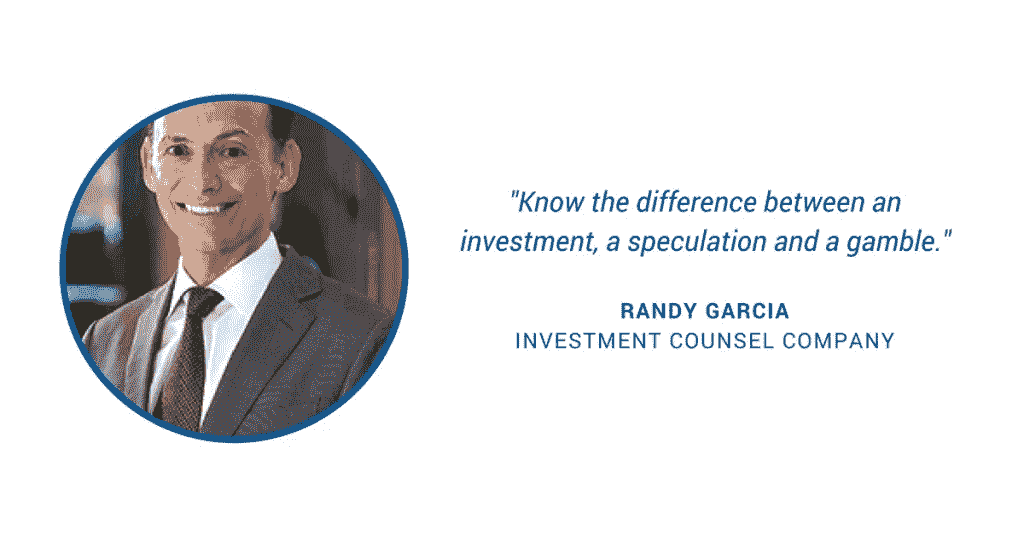 "Know the difference between an
investment, a speculation and a gamble."
RANDY GARCIA
INVESTMENT COUNSEL COMPANY